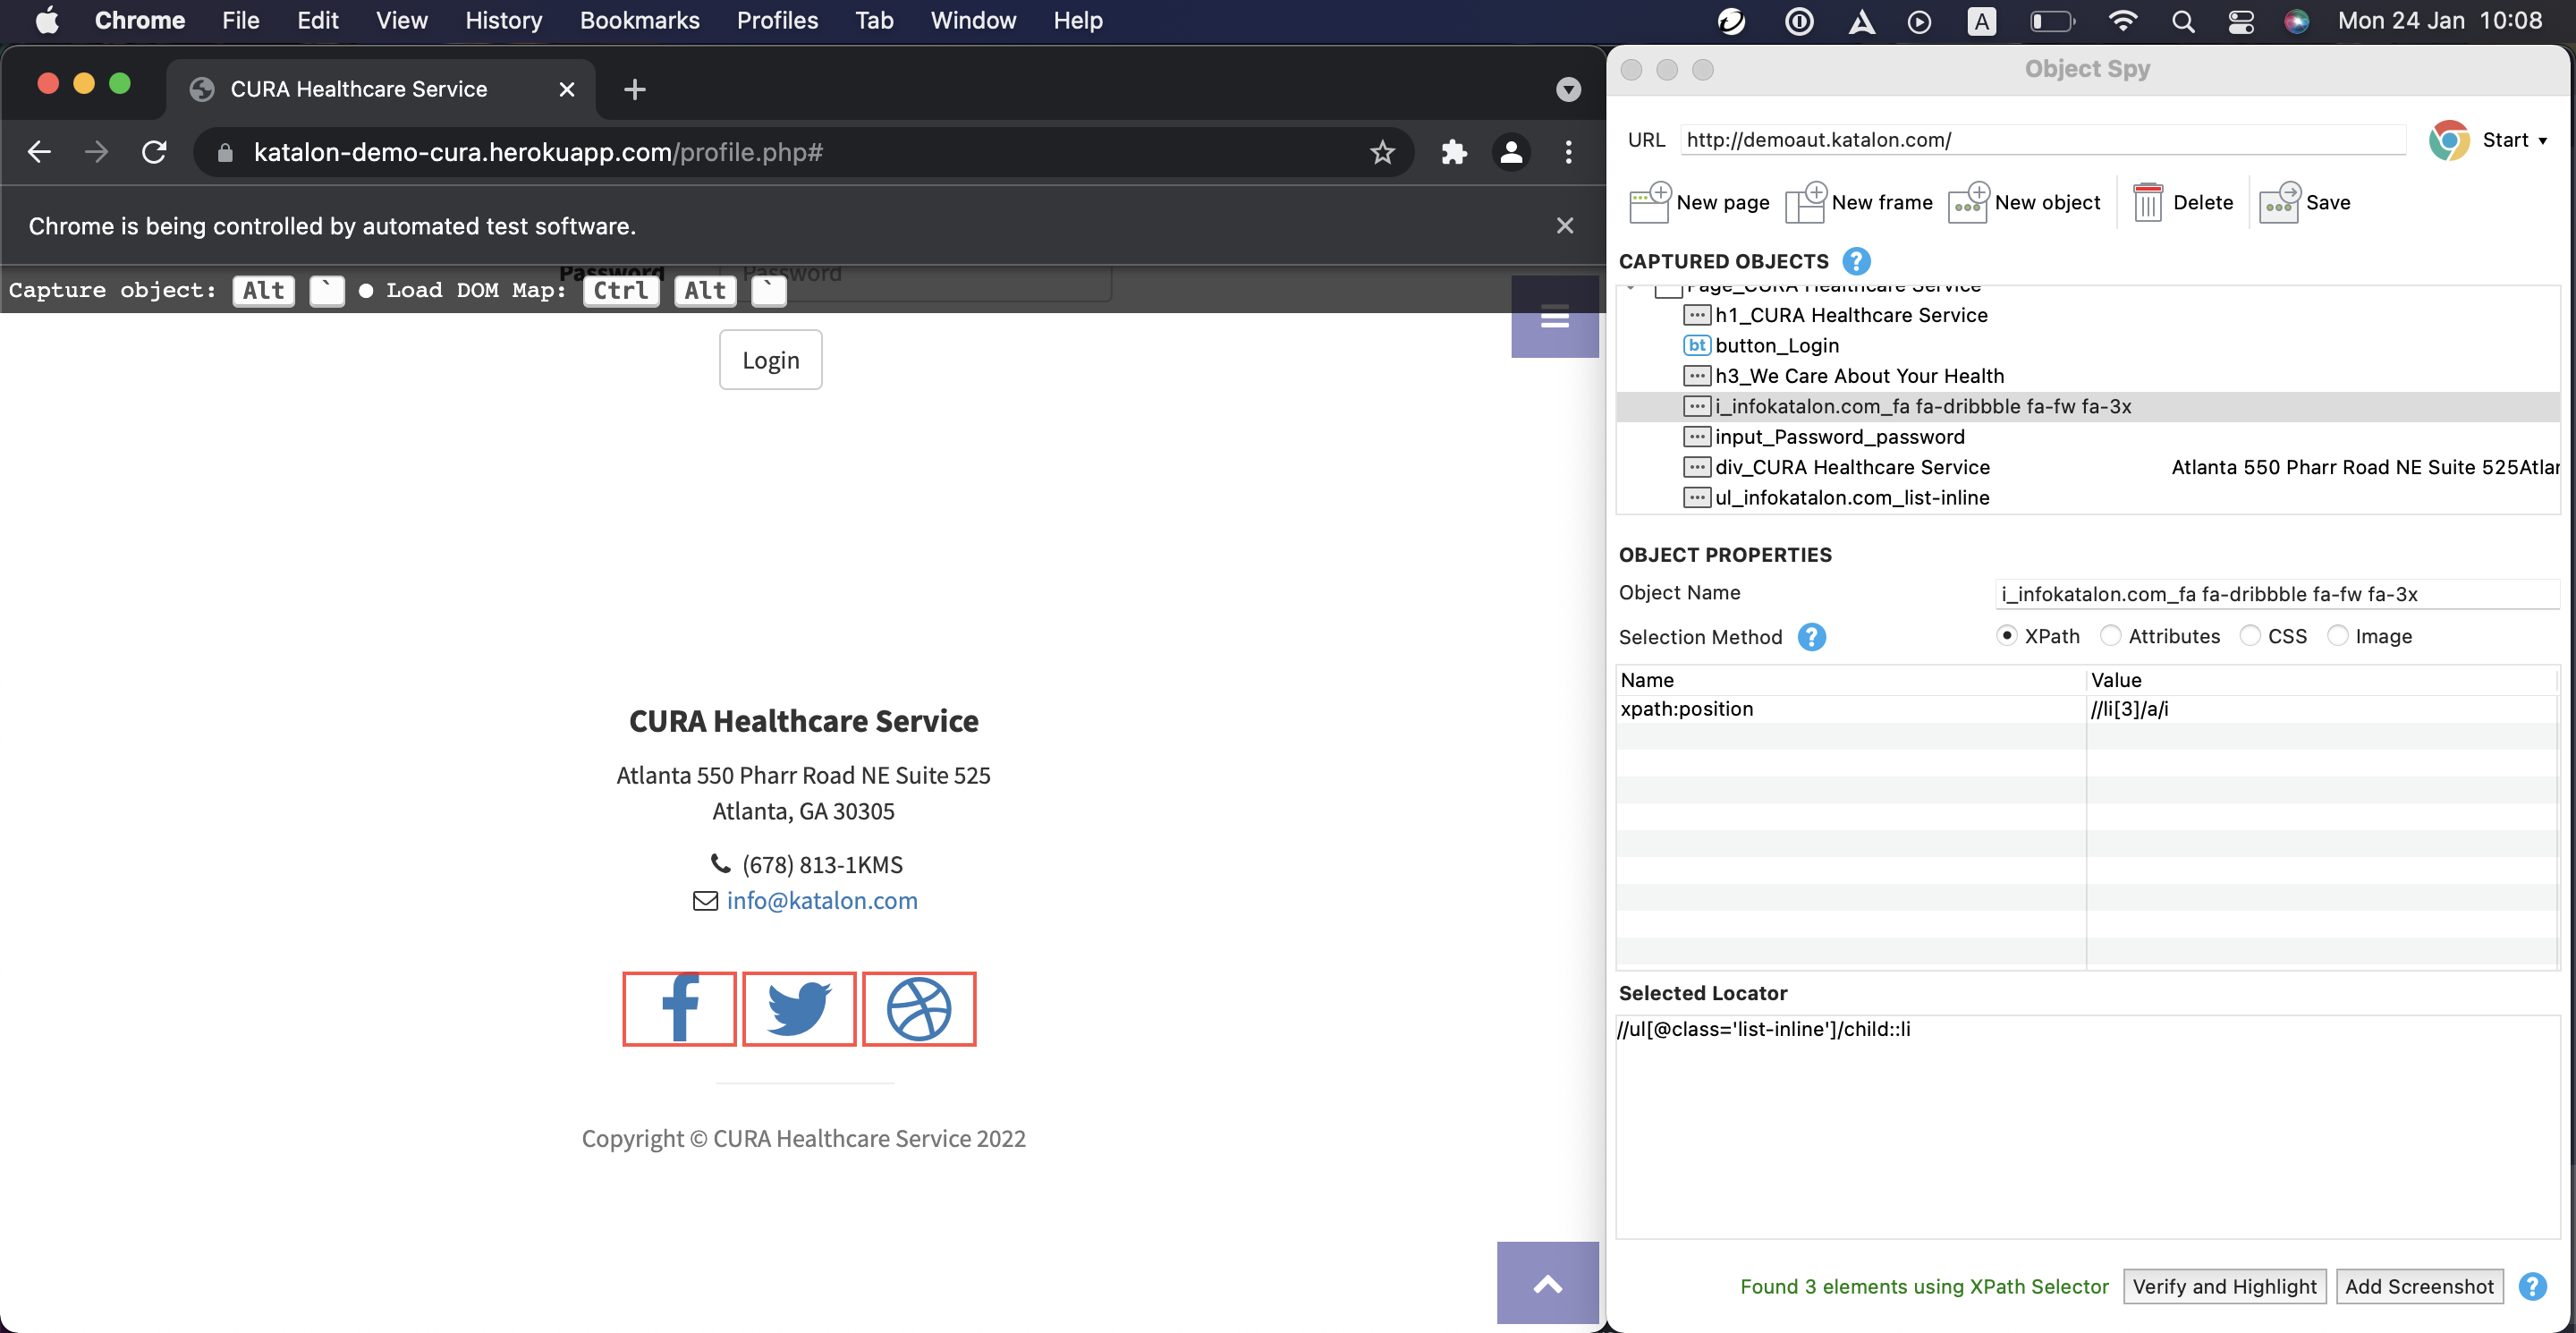 Chrome File Edit View History Bookmarks Profiles Tab Window Help A Mon 24 Jan 10:08
CURA Healthcare Service
katalon-demo-cura.herokuapp.com/profile.php#
Chrome is being controlled by automated test software.
Password Password
Capture object: Alt ` ● Load DOM Map: Ctrl Alt `
Login
CURA Healthcare Service
Atlanta 550 Pharr Road NE Suite 525
Atlanta, GA 30305
(678) 813-1KMS
info@katalon.com
Copyright © CURA Healthcare Service 2022
Object Spy
URL http://demoaut.katalon.com/ Start
New page New frame New object Delete Save
CAPTURED OBJECTS ?
Page_CURA Healthcare Service
h1_CURA Healthcare Service
bt button_Login
h3_We Care About Your Health
i_infokatalon.com_fa fa-dribbble fa-fw fa-3x
input_Password_password
div_CURA Healthcare Service Atlanta 550 Pharr Road NE Suite 525Atlan
ul_infokatalon.com_list-inline
OBJECT PROPERTIES
Object Name i_infokatalon.com_fa fa-dribbble fa-fw fa-3x
Selection Method ? XPath Attributes CSS Image
Name Value
xpath:position //li[3]/a/i
Selected Locator
//ul[@class='list-inline']/child::li
Found 3 elements using XPath Selector Verify and Highlight Add Screenshot ?